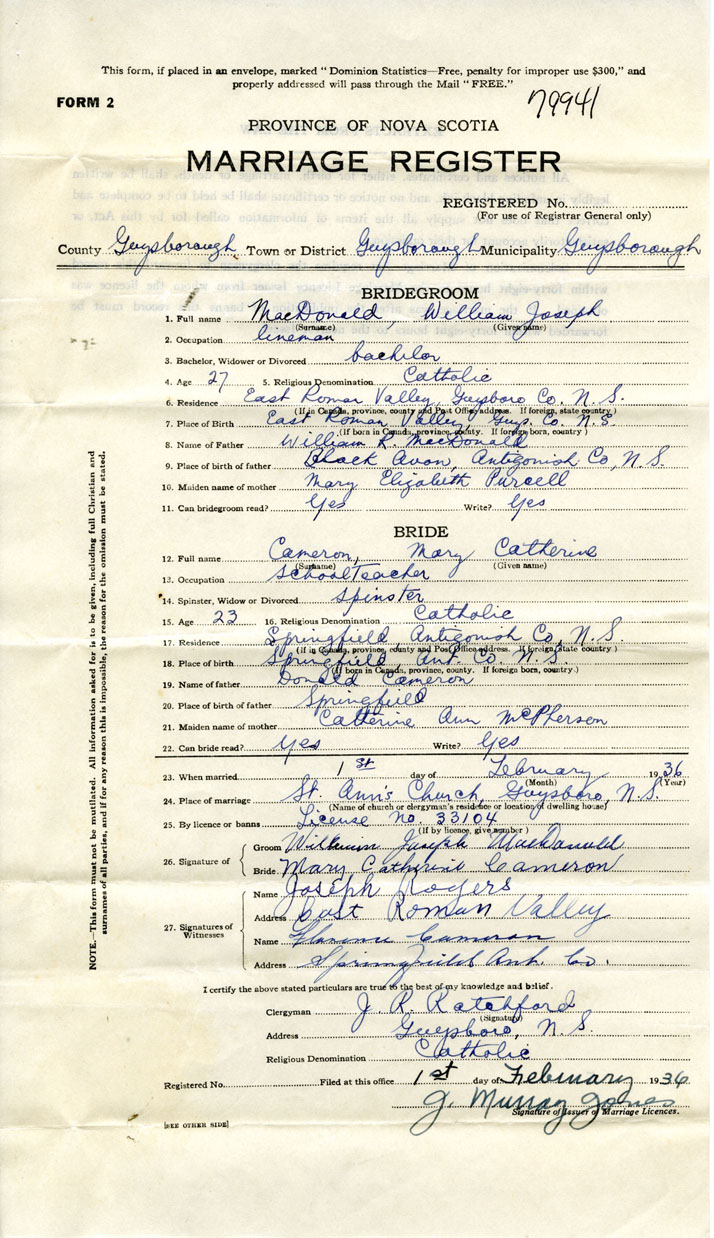 This form, if placed in an envelope, marked "Dominion Statistics—Free, penalty for improper use $300," and
properly addressed will pass through the Mail "FREE."
FORM 2
79941
PROVINCE OF NOVA SCOTIA
MARRIAGE REGISTER
REGISTERED No.
(For use of Registrar General only)
County Guysborough Town or District Guysborough Municipality Guysborough
BRIDEGROOM
1. Full name MacDonald, William Joseph
(Surname) (Given name)
2. Occupation lineman
3. Bachelor, Widower or Divorced bachelor
4. Age 27 5. Religious Denomination Catholic
6. Residence East Roman Valley, Guysboro Co. N. S.
(If in Canada, province, county and Post Office address. If foreign, state country)
7. Place of Birth East Roman Valley, Guy. Co. N.S.
(If born in Canada, province, county. If foreign born, country)
8. Name of Father William R. MacDonald
9. Place of birth of father Black Avon, Antigonish Co, N.S.
10. Maiden name of mother Mary Elizabeth Purcell
11. Can bridegroom read? Yes Write? Yes
BRIDE
12. Full name Cameron, Mary Catherine
(Surname) (Given name)
13. Occupation School Teacher
14. Spinster, Widow or Divorced Spinster
15. Age 23 16. Religious Denomination Catholic
17. Residence Springfield, Antigonish Co, N.S.
(If in Canada, province, county and Post Office address. If foreign, state country)
18. Place of birth Springfield, Ant. Co. N.S.
(If born in Canada, province, county. If foreign born, country.)
19. Name of father Donald Cameron
20. Place of birth of father Springfield
21. Maiden name of mother Catherine Ann McPherson
22. Can bride read? Yes Write? Yes
23. When married 1st day of February 1936
(Month) (Year)
24. Place of marriage St. Ann's Church, Guysboro, N.S.
(Name of church or clergyman's residence or location of dwelling house)
25. By licence or banns License No. 33104
(If by licence, give number)
26. Signature of Groom William Joseph MacDonald
Bride Mary Catherine Cameron
27. Signatures of Witnesses Name Joseph Rogers
Address East Roman Valley
Name Florence Cameron
Address Springfield Ant. Co.
I certify the above stated particulars are true to the best of my knowledge and belief.
Clergyman J. R. Ratchford
(Signature)
Address Guysboro, N. S.
Religious Denomination Catholic
Registered No. Filed at this office 1st day of February 1936
G. Murray Jones
Signature of Issuer of Marriage Licences.
[SEE OTHER SIDE]
NOTE.—This form must not be mutilated. All information asked for is to be given, including full Christian and
surnames of all parties, and if for any reason this is impossible, the reason for the omission must be stated.